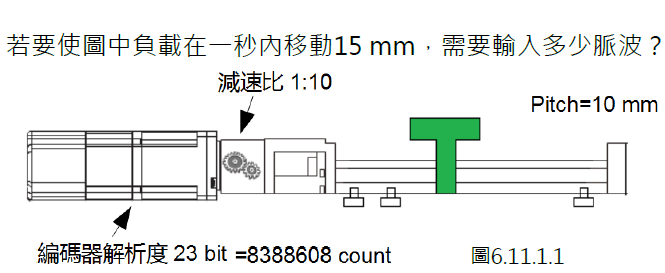 若要使圖中負載在一秒內移動15 mm，需要輸入多少脈波？
減速比 1:10
Pitch=10 mm
編碼器解析度 23 bit =8388608 count
圖6.11.1.1